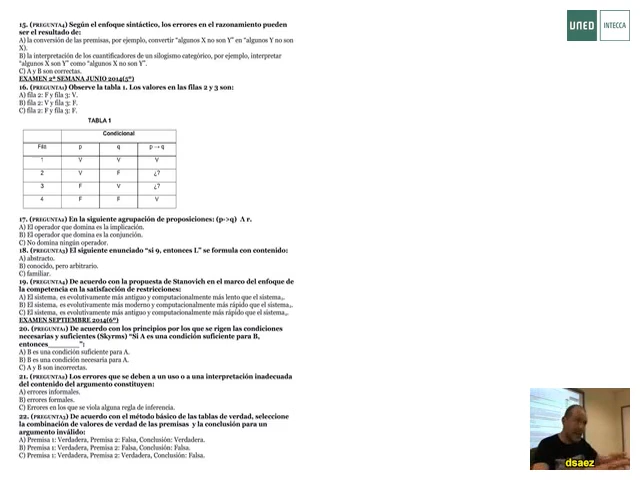 15. (PREGUNTA4) Según el enfoque sintáctico, los errores en el razonamiento pueden
ser el resultado de:
A) la conversión de las premisas, por ejemplo, convertir “algunos X no son Y” en “algunos Y no son
X).
B) la interpretación de los cuantificadores de un silogismo categórico, por ejemplo, interpretar
“algunos X son Y” como “algunos X no son Y”.
C) A y B son correctas.
EXAMEN 2ª SEMANA JUNIO 2014(5º)
16. (PREGUNTA1) Observe la tabla 1. Los valores en las filas 2 y 3 son:
A) fila 2: F y fila 3: V.
B) fila 2: V y fila 3: F.
C) fila 2: F y fila 3: F.
TABLA 1
Condicional
Fila p q p→q
1 V V V
2 V F ¿?
3 F V ¿?
4 F F V
17. (PREGUNTA2) En la siguiente agrupación de proposiciones: (p->q) Λ r.
A) El operador que domina es la implicación.
B) El operador que domina es la conjunción.
C) No domina ningún operador.
18. (PREGUNTA3) El siguiente enunciado “si 9, entonces L” se formula con contenido:
A) abstracto.
B) conocido, pero arbitrario.
C) familiar.
19. (PREGUNTA4) De acuerdo con la propuesta de Stanovich en el marco del enfoque de
la competencia en la satisfacción de restricciones:
A) El sistema, es evolutivamente más antiguo y computacionalmente más lento que el sistema
B) El sistema, es evolutivamente más moderno y computacionalmente más rápido que el sistema
C) El sistema, es evolutivamente más antiguo y computacionalmente más rápido que el sistema
EXAMEN SEPTIEMBRE 2014(6º)
20. (PREGUNTA1) De acuerdo con los principios por los que se rigen las condiciones
necesarias y suficientes (Skyrms) “Si A es una condición suficiente para B,
entonces_______”:
A) B es una condición suficiente para A.
B) B es una condición necesaria para A.
C) A y B son incorrectas.
21. (PREGUNTA2) Los errores que se deben a un uso o a una interpretación inadecuada
del contenido del argumento constituyen:
A) errores informales.
B) errores formales.
C) Errores en los que se viola alguna regla de inferencia.
22. (PREGUNTA3) De acuerdo con el método básico de las tablas de verdad, seleccione
la combinación de valores de verdad de las premisas y la conclusión para un
argumento inválido:
A) Premisa 1: Verdadera, Premisa 2: Falsa, Conclusión: Verdadera.
B) Premisa 1: Verdadera, Premisa 2: Falsa, Conclusión: Falsa.
C) Premisa 1: Verdadera, Premisa 2: Verdadera, Conclusión: Falsa.
UNED INTECCA
dsaez